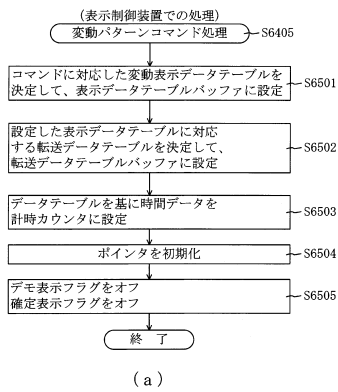 (表示制御装置での処理)
変動パターンコマンド処理
S6405
コマンドに対応した変動表示データテーブルを
決定して、表示データテーブルバッファに設定
S6501
設定した表示データテーブルに対応
する転送データテーブルを決定して、
転送データテーブルバッファに設定
S6502
データテーブルを基に時間データを
計時カウンタに設定
S6503
ポインタを初期化
S6504
デモ表示フラグをオフ
確定表示フラグをオフ
S6505
終 了
(a)